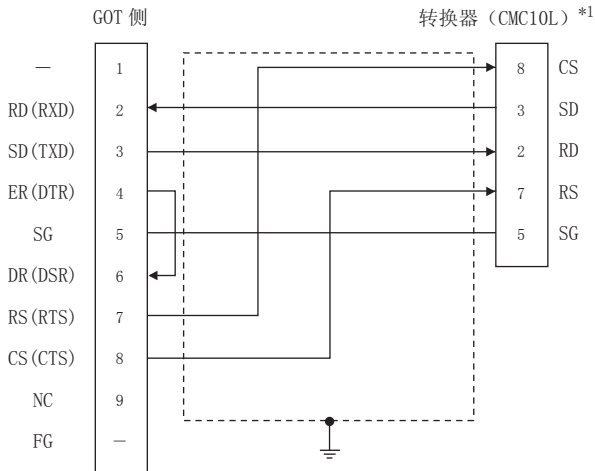 GOT 侧 转换器（CMC10L）*1
— 1 8 CS
RD(RXD) 2 3 SD
SD(TXD) 3 2 RD
ER(DTR) 4 7 RS
SG 5 5 SG
DR(DSR) 6
RS(RTS) 7
CS(CTS) 8
NC 9
FG —